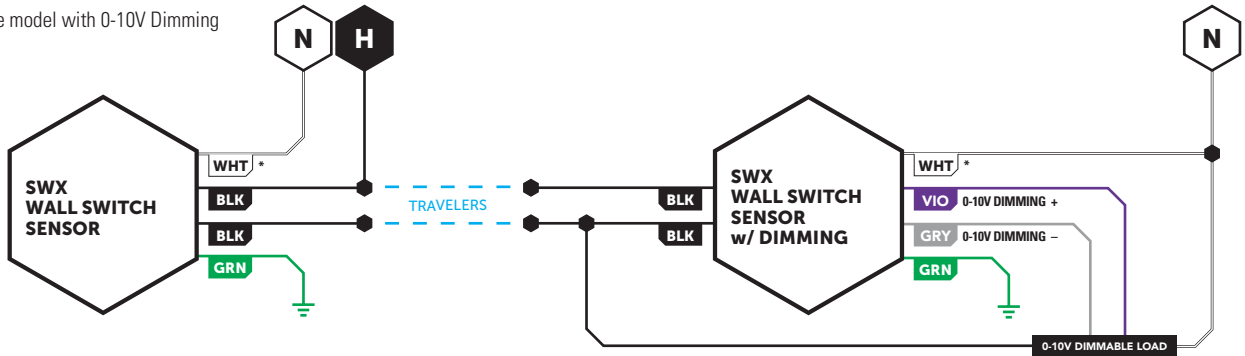 model with 0-10V Dimming
N
H
N
SWX
WALL SWITCH
SENSOR
WHT *
BLK
BLK
GRN
TRAVELERS
BLK
BLK
SWX
WALL SWITCH
SENSOR
w/ DIMMING
WHT *
VIO 0-10V DIMMING +
GRY 0-10V DIMMING –
GRN
0-10V DIMMABLE LOAD